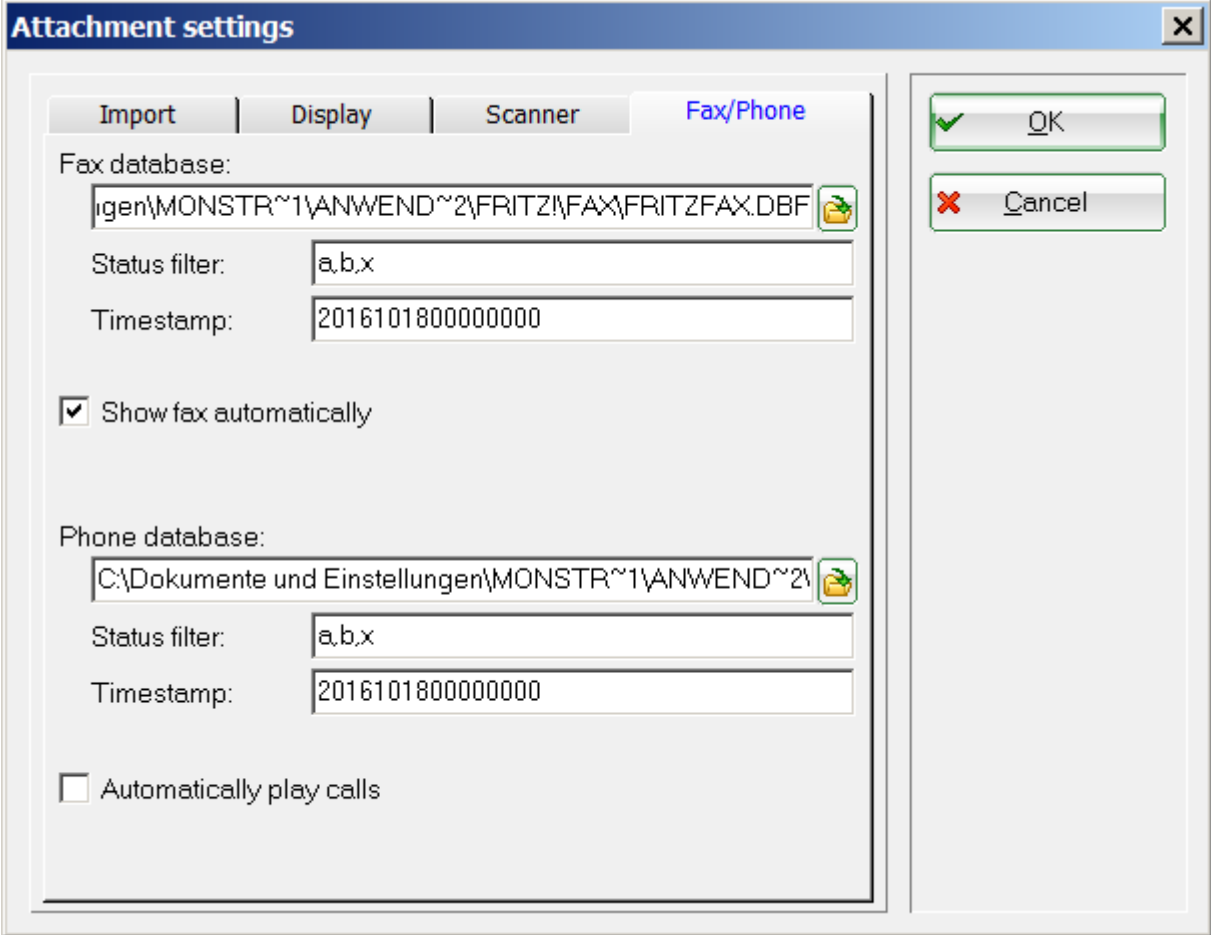 Attachment settings
Import Display Scanner Fax/Phone
OK
Cancel
Fax database:
ıgen\MONSTR~1\ANWEND~2\FRITZ!\FAX\FRITZFAX.DBF
Status filter: a,b,x
Timestamp: 2016101800000000
Show fax automatically
Phone database:
C:\Dokumente und Einstellungen\MONSTR~1\ANWEND~2\
Status filter: a,b,x
Timestamp: 2016101800000000
Automatically play calls